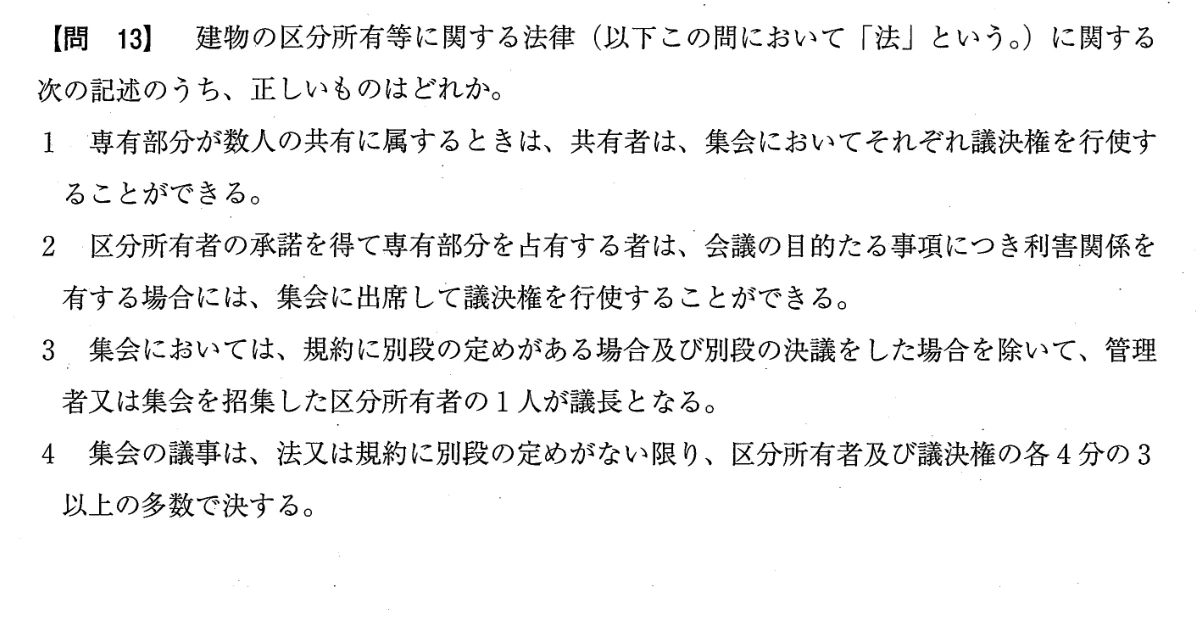 【問 13】 建物の区分所有等に関する法律（以下この問において「法」という。）に関する
次の記述のうち、正しいものはどれか。
1 専有部分が数人の共有に属するときは、共有者は、集会においてそれぞれ議決権を行使す
ることができる。
2 区分所有者の承諾を得て専有部分を占有する者は、会議の目的たる事項につき利害関係を
有する場合には、集会に出席して議決権を行使することができる。
3 集会においては、規約に別段の定めがある場合及び別段の決議をした場合を除いて、管理
者又は集会を招集した区分所有者の1人が議長となる。
4 集会の議事は、法又は規約に別段の定めがない限り、区分所有者及び議決権の各4分の3
以上の多数で決する。